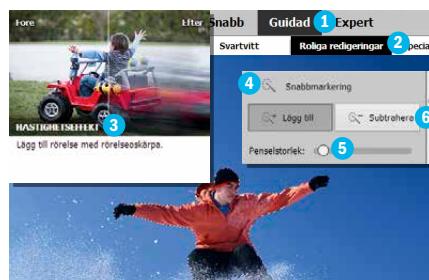 Före Efter
Snabb Guidad 1 Expert
Svartvitt Roliga redigeringar 2
HASTIGHETSEFFEKT 3
Lägg till rörelse med rörelseoskärpa.
4 Snabbmarkering
Lägg till Subtrahera 6
Penselstorlek: 5